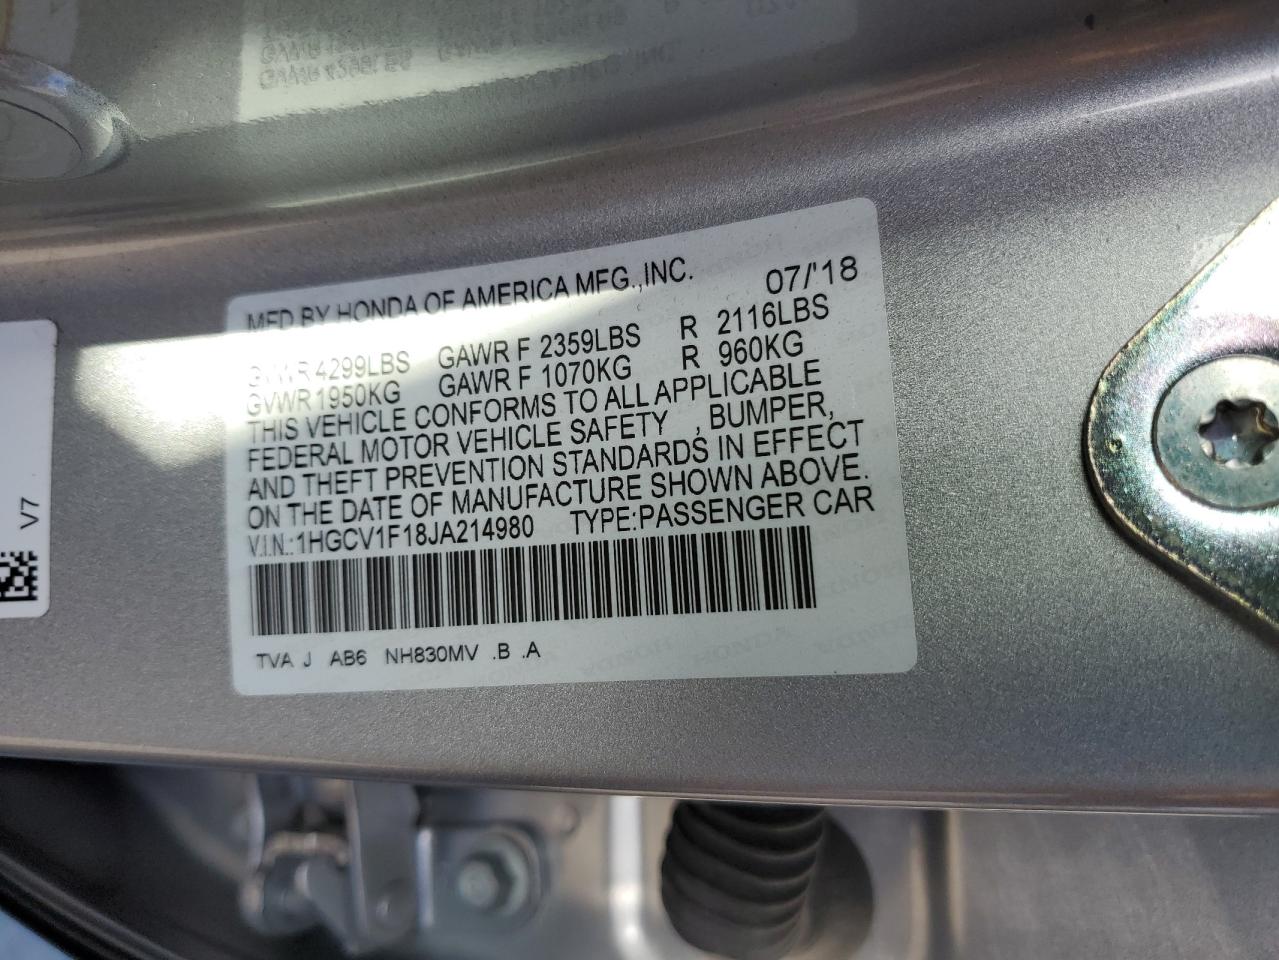 MFD BY HONDA OF AMERICA MFG.,INC. 07/'18
GVWR 4299LBS GAWR F 2359LBS R 2116LBS
GVWR 1950KG GAWR F 1070KG R 960KG
THIS VEHICLE CONFORMS TO ALL APPLICABLE
FEDERAL MOTOR VEHICLE SAFETY , BUMPER,
AND THEFT PREVENTION STANDARDS IN EFFECT
ON THE DATE OF MANUFACTURE SHOWN ABOVE.
V.I.N.:1HGCV1F18JA214980 TYPE:PASSENGER CAR
TVA J AB6 NH830MV .B .A
V7